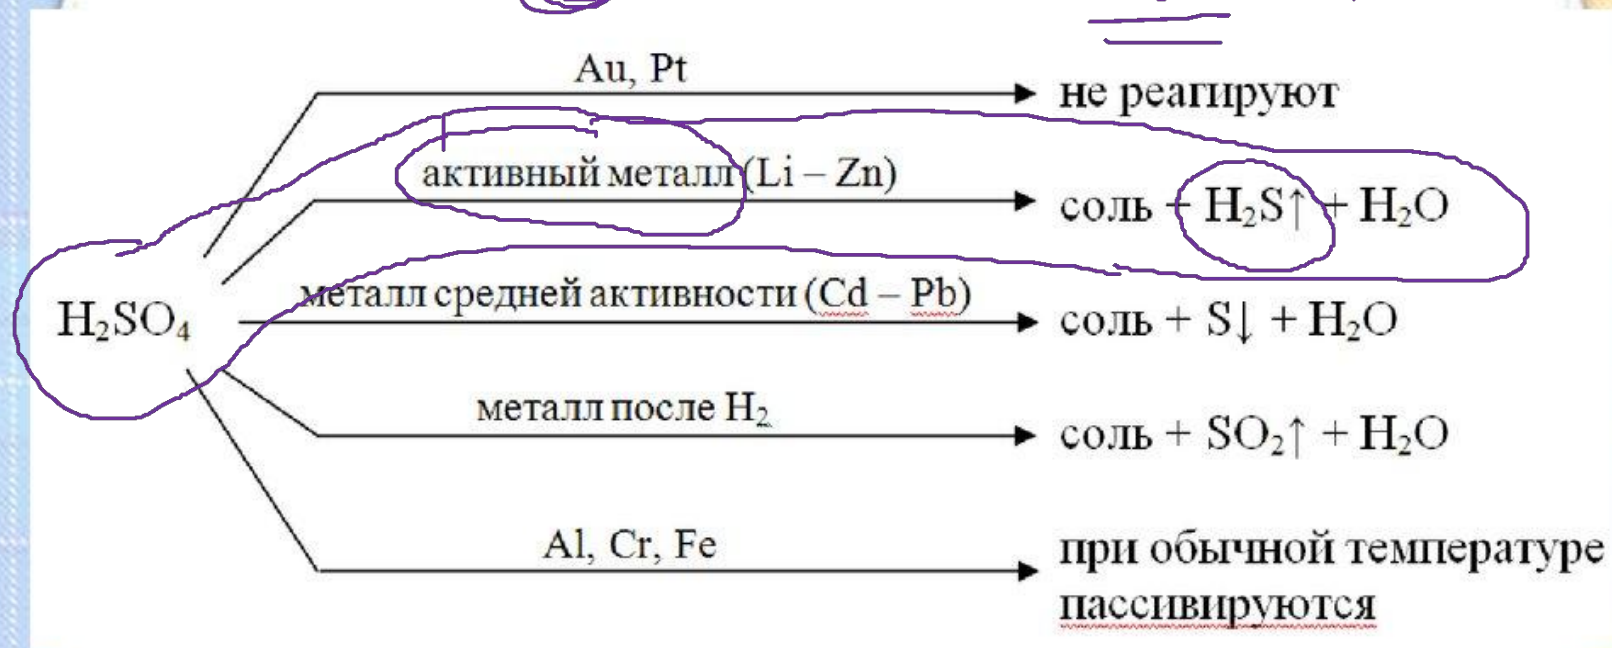 Au, Pt
не реагируют
активный металл (Li – Zn)
соль + H₂S↑ + H₂O
H₂SO₄
металл средней активности (Cd – Pb)
соль + S↓ + H₂O
металл после H₂
соль + SO₂↑ + H₂O
Al, Cr, Fe
при обычной температуре
пассивируются